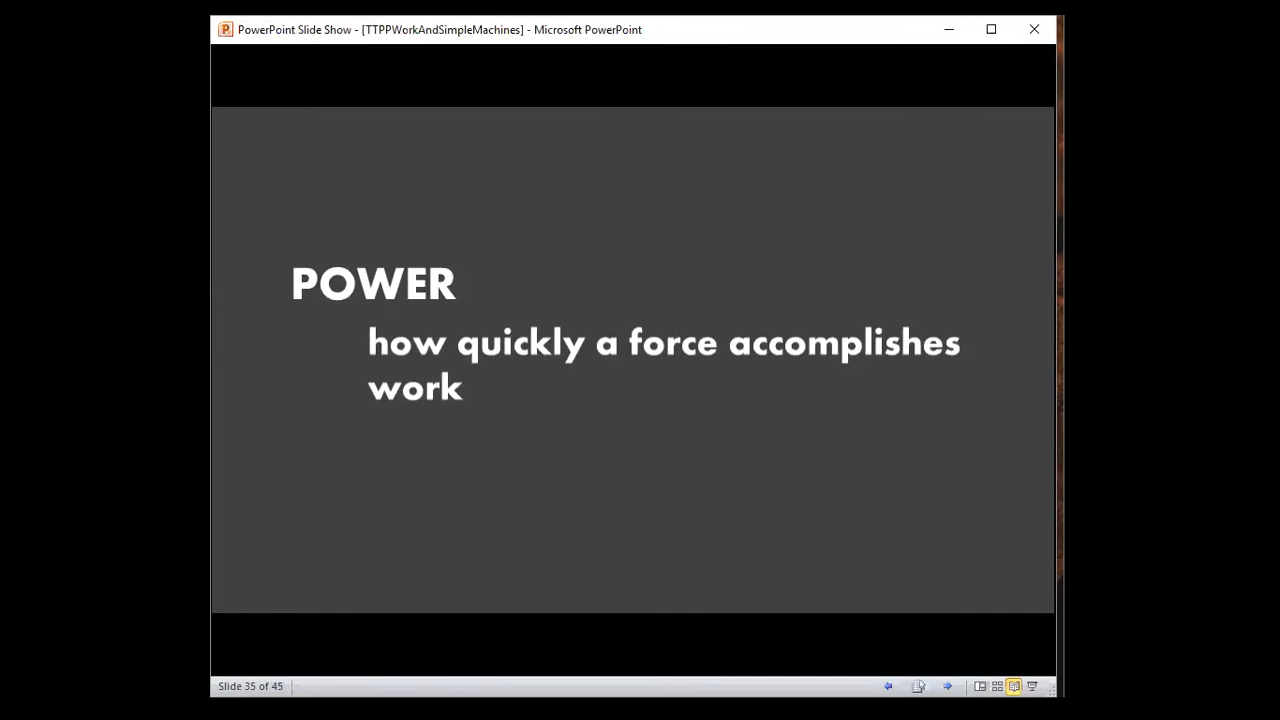 PowerPoint Slide Show - [TTPPWorkAndSimpleMachines] - Microsoft PowerPoint
POWER
how quickly a force accomplishes
work
Slide 35 of 45